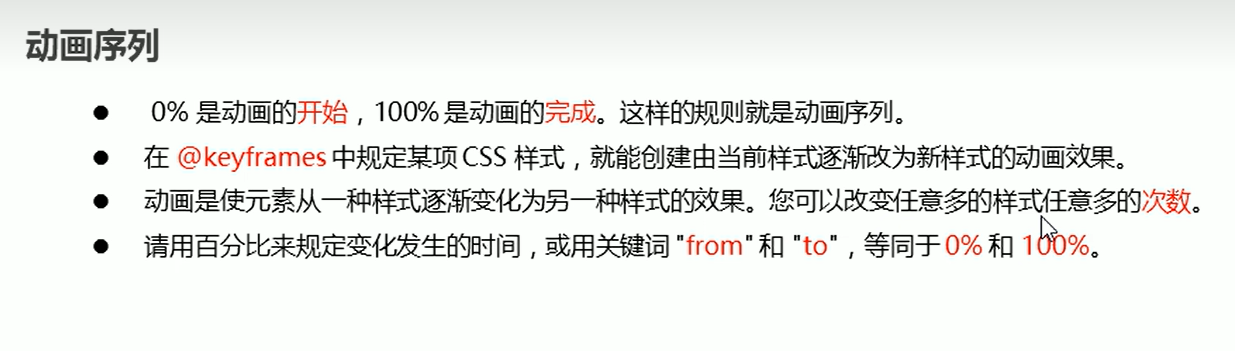 动画序列
● 0% 是动画的开始，100% 是动画的完成。这样的规则就是动画序列。
● 在 @keyframes 中规定某项 CSS 样式，就能创建由当前样式逐渐改为新样式的动画效果。
● 动画是使元素从一种样式逐渐变化为另一种样式的效果。您可以改变任意多的样式任意多的次数。
● 请用百分比来规定变化发生的时间，或用关键词 "from" 和 "to"，等同于 0% 和 100%。